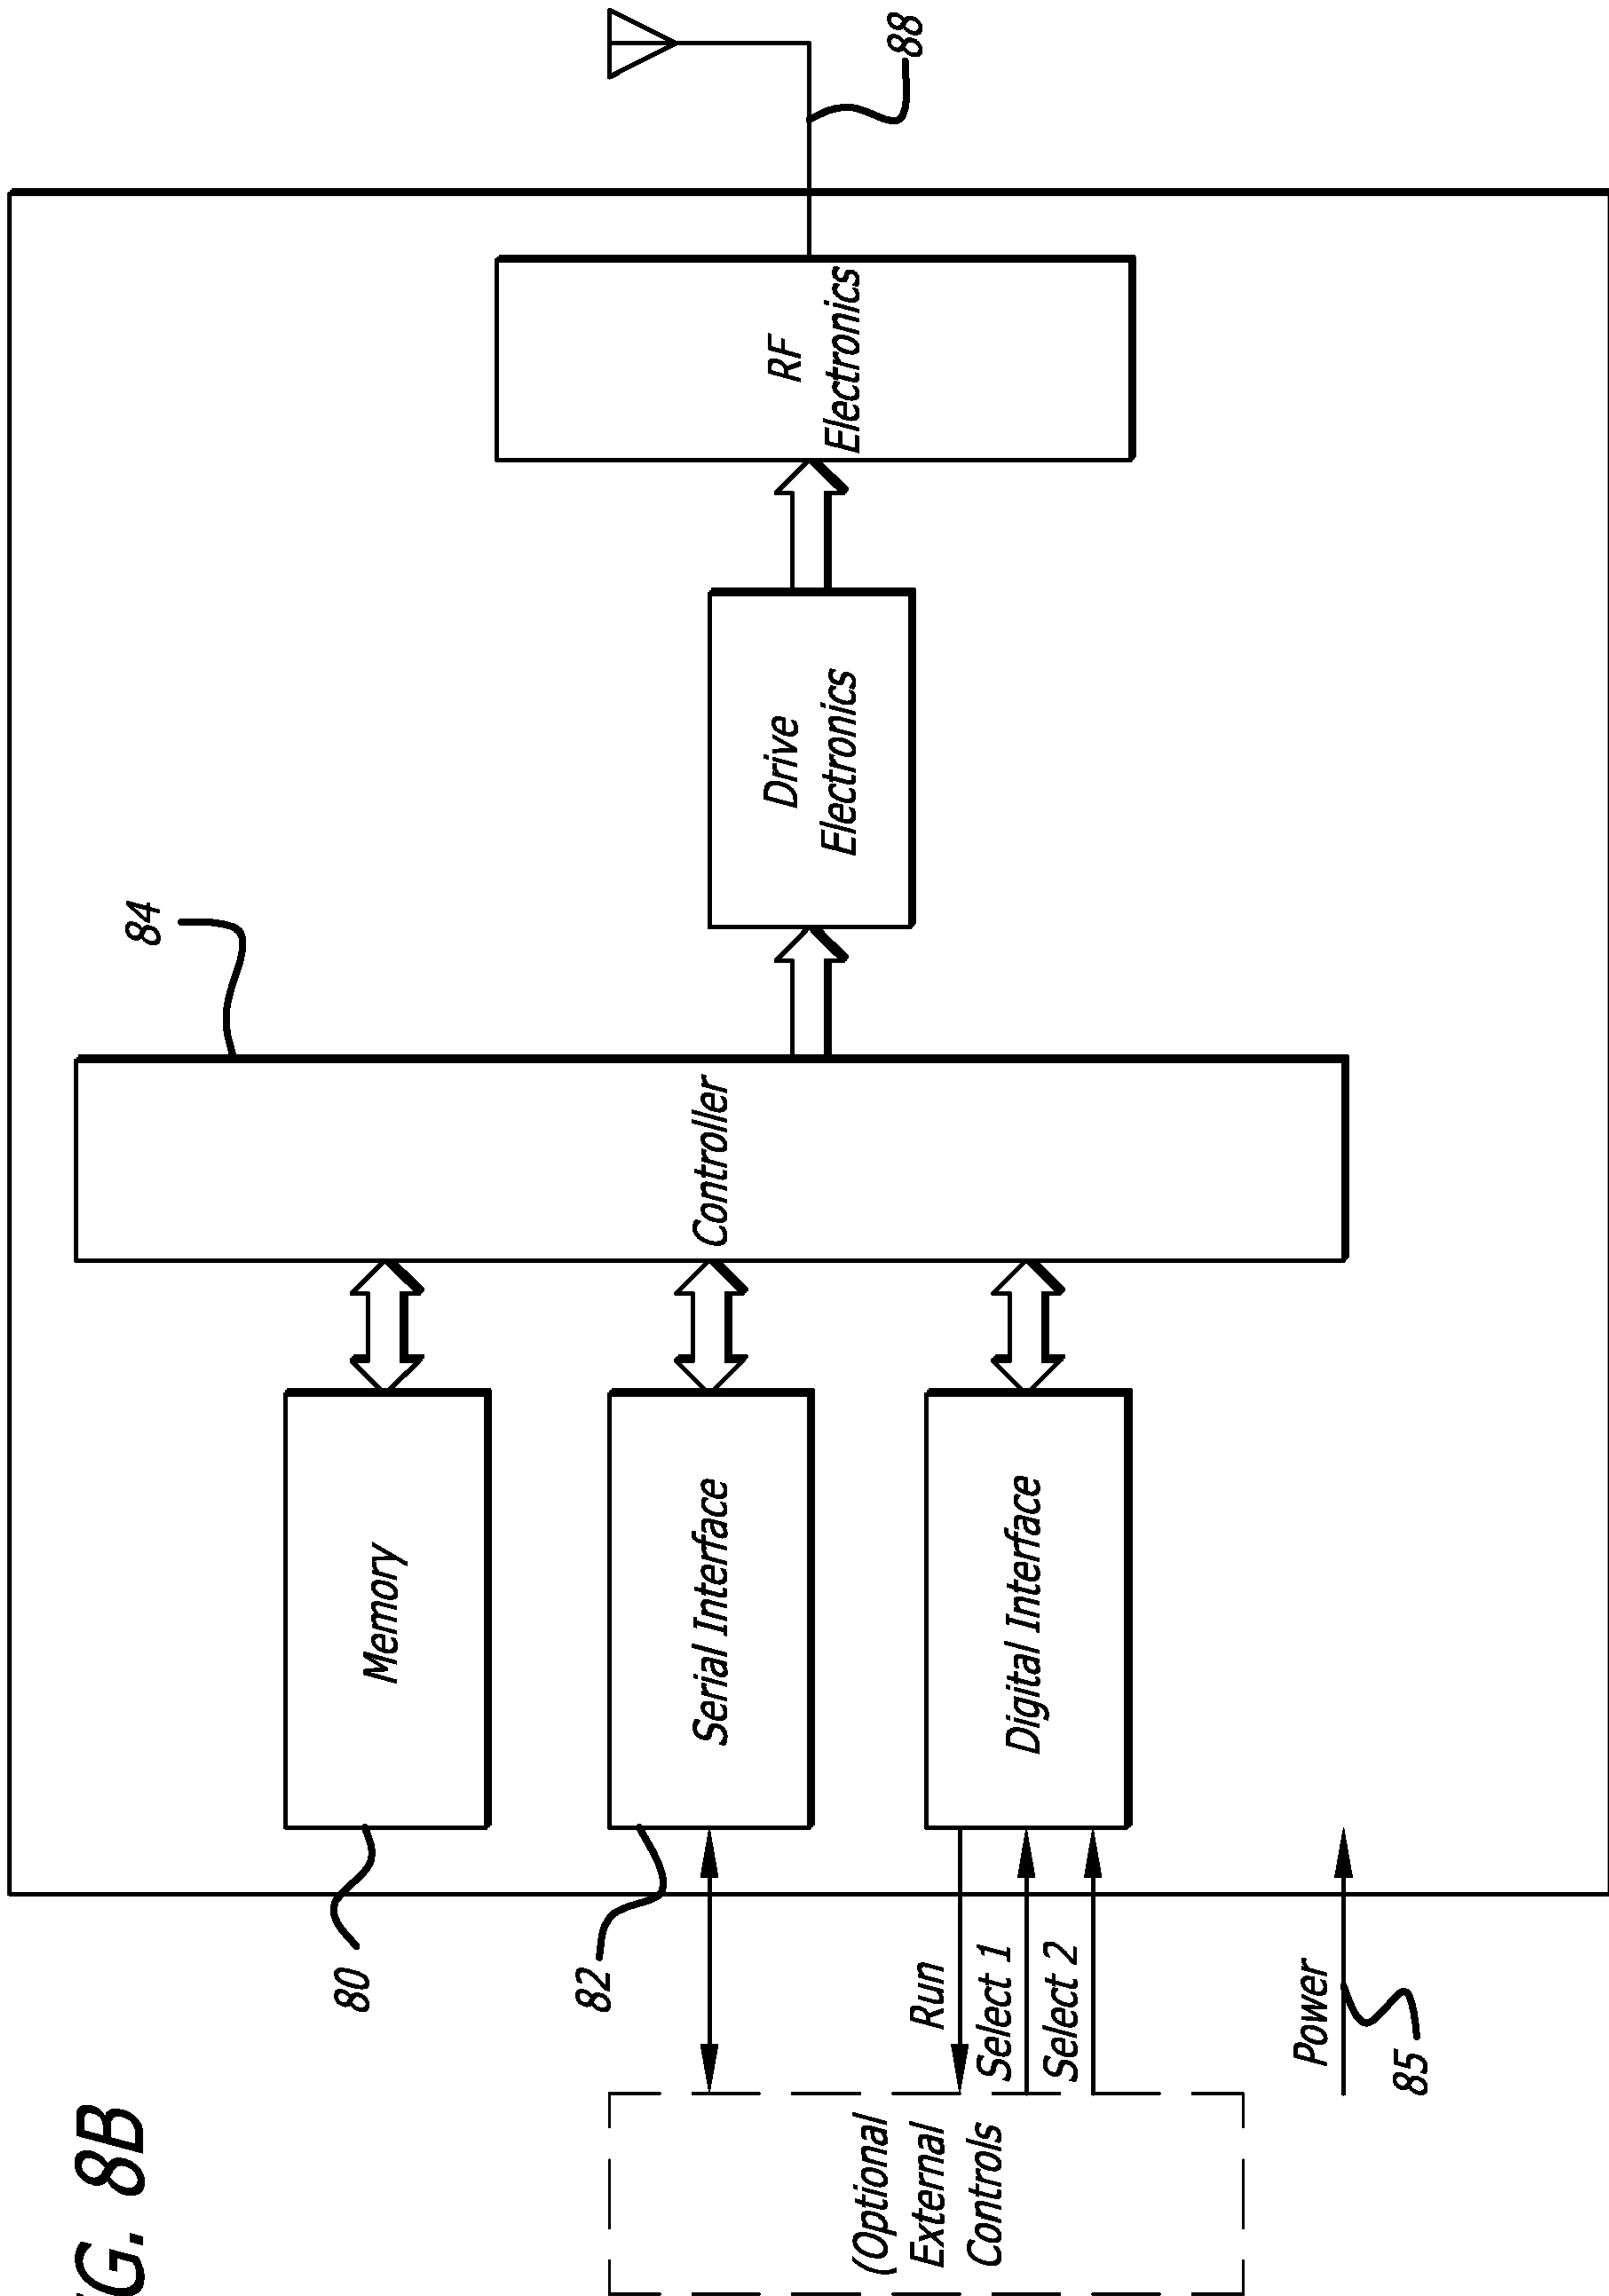 FIG. 8B
80
Memory
82
Serial Interface
Digital Interface
Run
Select 1
Select 2
(Optional
External
Controls
Power
85
84
Controller
Drive
Electronics
RF
Electronics
88